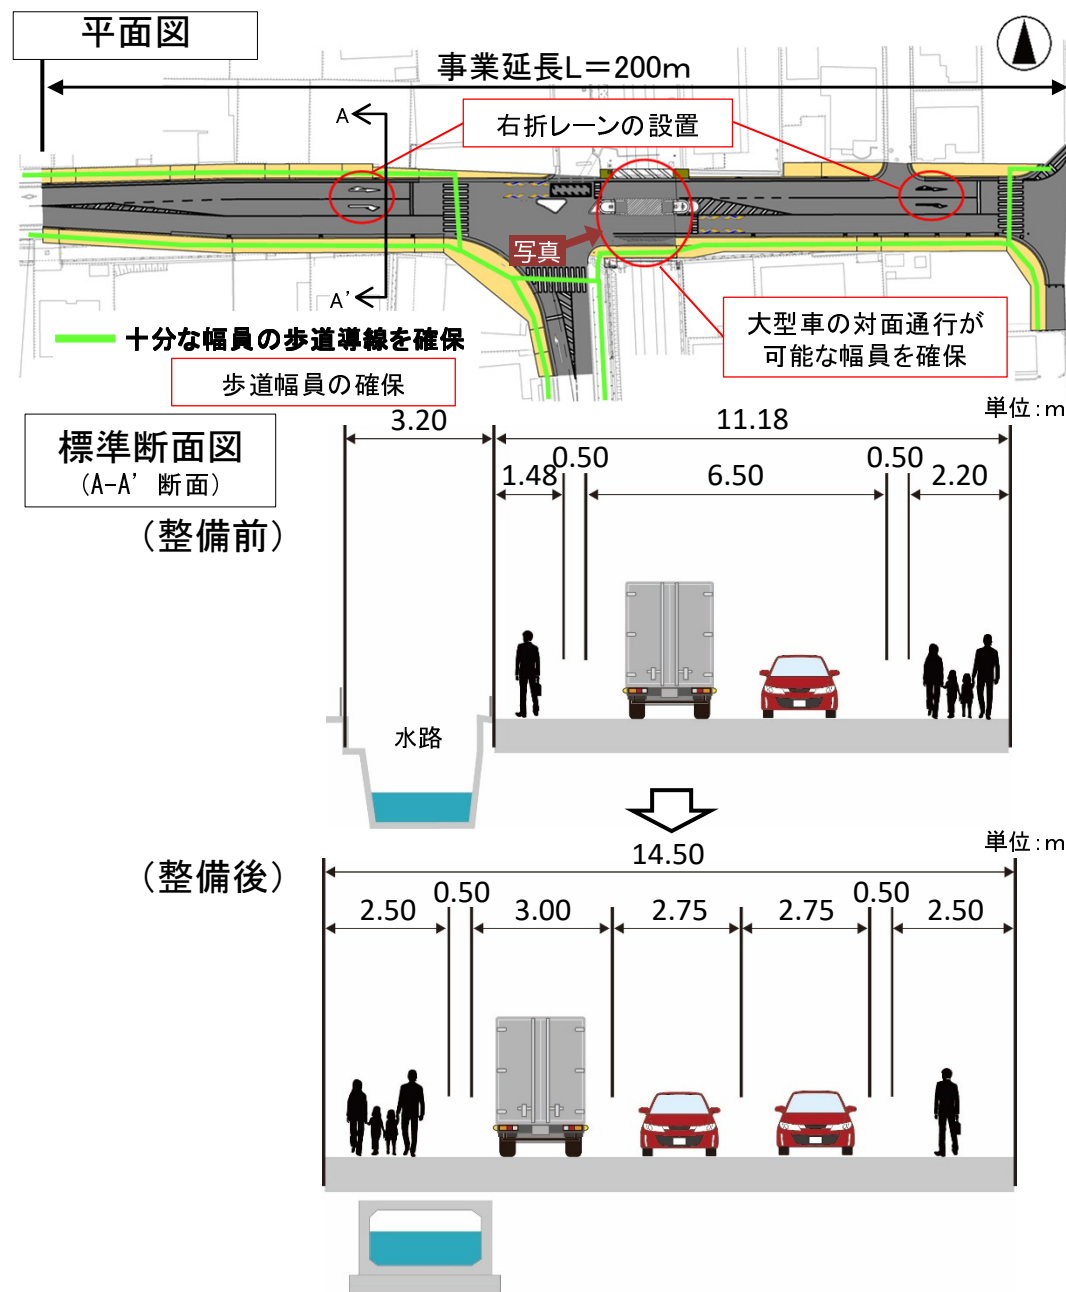 平面図
事業延長L=200m
A
右折レーンの設置
写真
A'
十分な幅員の歩道導線を確保
大型車の対面通行が
可能な幅員を確保
歩道幅員の確保
標準断面図
(A-A' 断面)
単位:m
3.20
11.18
0.50
0.50
1.48
6.50
2.20
(整備前)
水路
単位:m
(整備後)
14.50
0.50
0.50
2.50
3.00
2.75
2.75
2.50